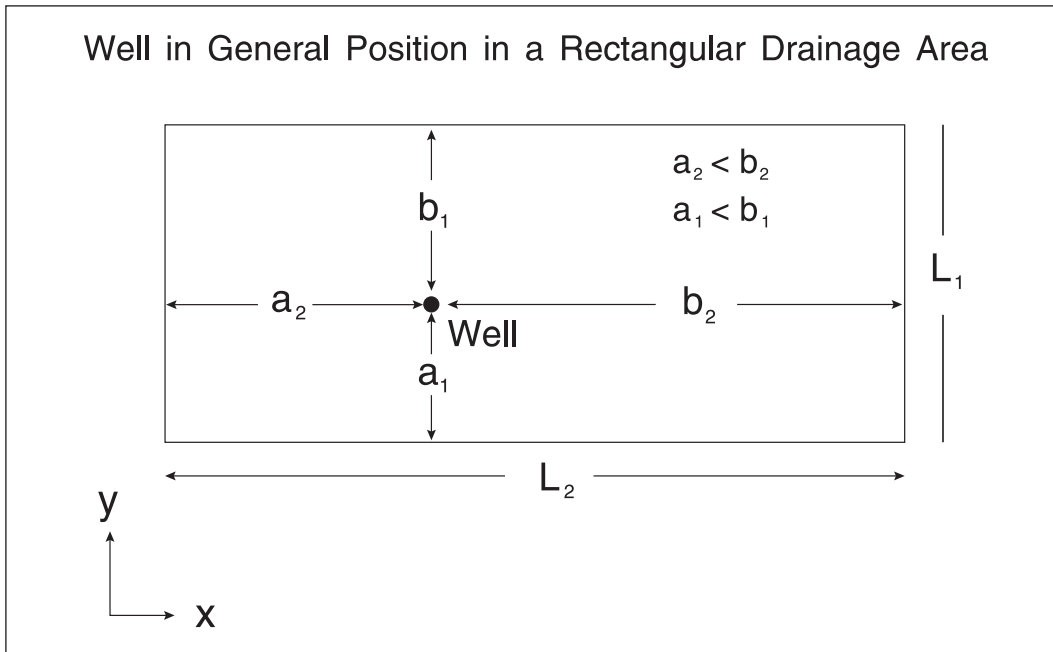 Well in General Position in a Rectangular Drainage Area
a₂ < b₂
a₁ < b₁
b₁
L₁
a₂
b₂
Well
a₁
L₂
y
x